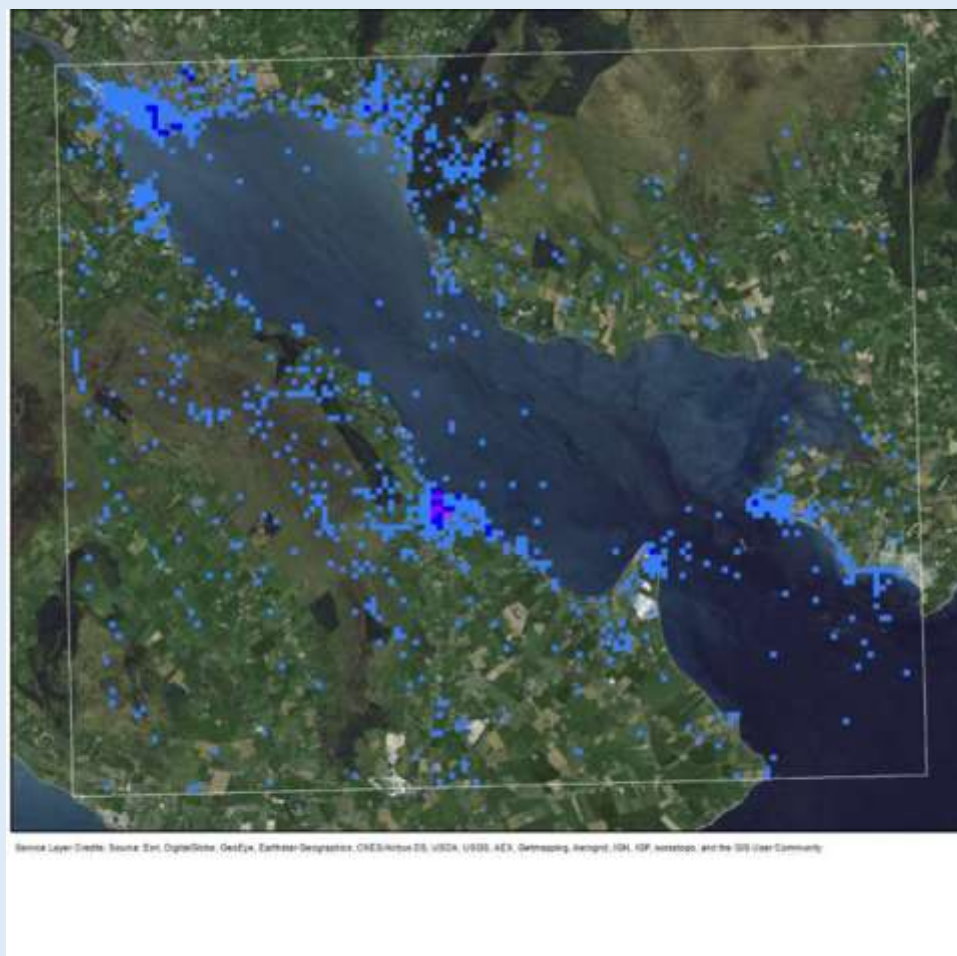 Service Layer Credits: Source: Esri, DigitalGlobe, GeoEye, Earthstar Geographics, CNES/Airbus DS, USDA, USGS, AEX, Getmapping, Aerogrid, IGN, IGP, swisstopo, and the GIS User Community